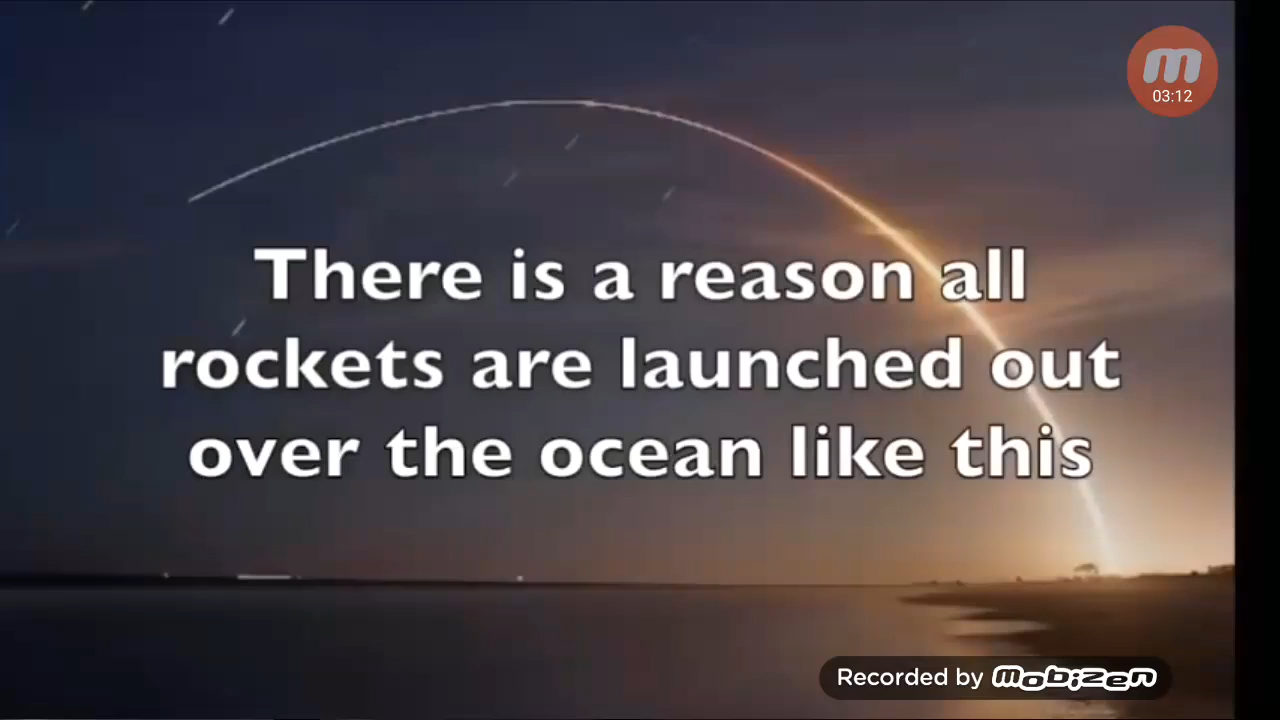 m
03:12
There is a reason all
rockets are launched out
over the ocean like this
Recorded by mobizen